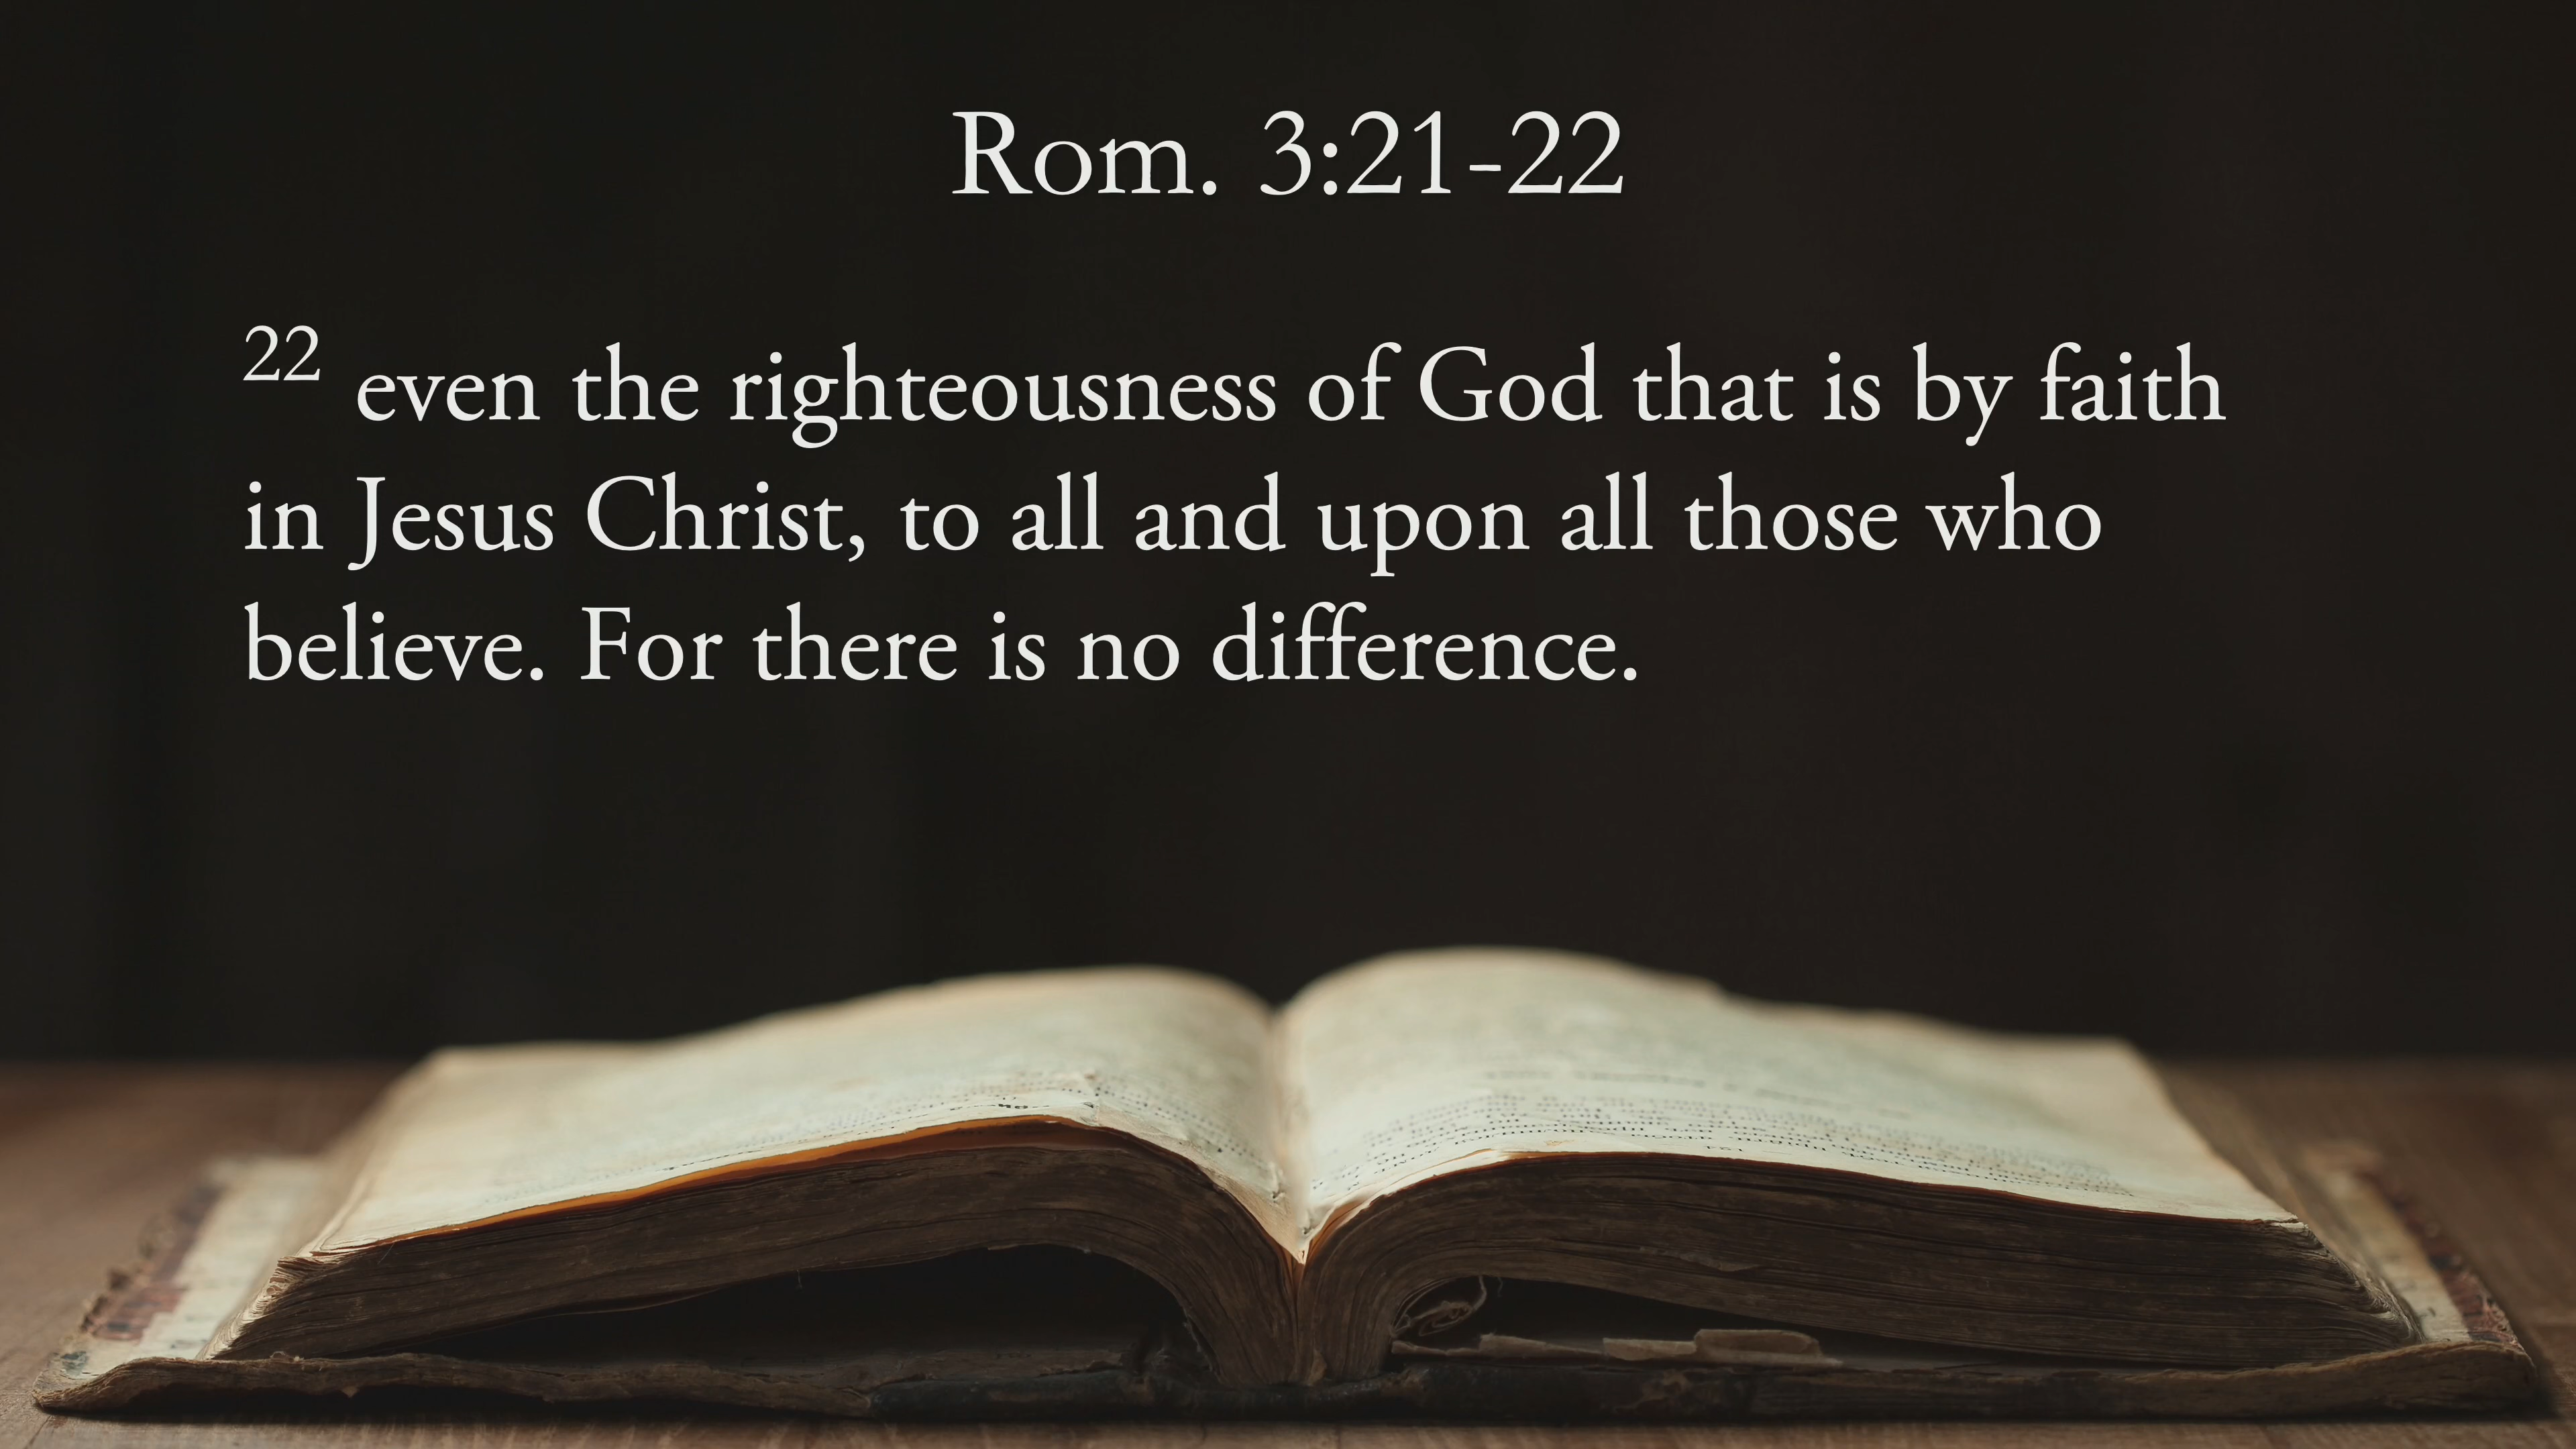 Rom. 3:21-22
22 even the righteousness of God that is by faith
in Jesus Christ, to all and upon all those who
believe. For there is no difference.